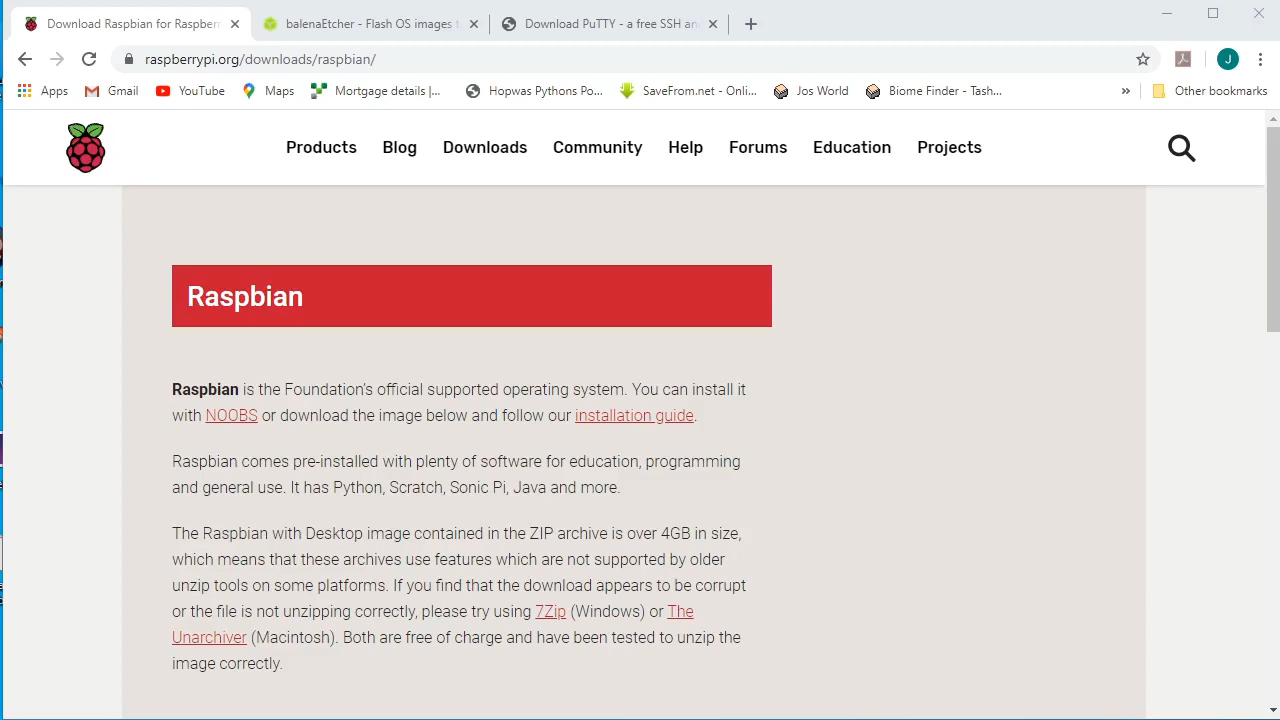 Download Raspbian for Raspberr
balenaEtcher - Flash OS images t
Download PuTTY - a free SSH an
raspberrypi.org/downloads/raspbian/
J
Apps
Gmail
YouTube
Maps
Mortgage details |...
Hopwas Pythons Po...
SaveFrom.net - Onli...
Jos World
Biome Finder - Tash...
»
Other bookmarks
Products
Blog
Downloads
Community
Help
Forums
Education
Projects
Raspbian
Raspbian is the Foundation's official supported operating system. You can install it
with NOOBS or download the image below and follow our installation guide.
Raspbian comes pre-installed with plenty of software for education, programming
and general use. It has Python, Scratch, Sonic Pi, Java and more.
The Raspbian with Desktop image contained in the ZIP archive is over 4GB in size,
which means that these archives use features which are not supported by older
unzip tools on some platforms. If you find that the download appears to be corrupt
or the file is not unzipping correctly, please try using 7Zip (Windows) or The
Unarchiver (Macintosh). Both are free of charge and have been tested to unzip the
image correctly.